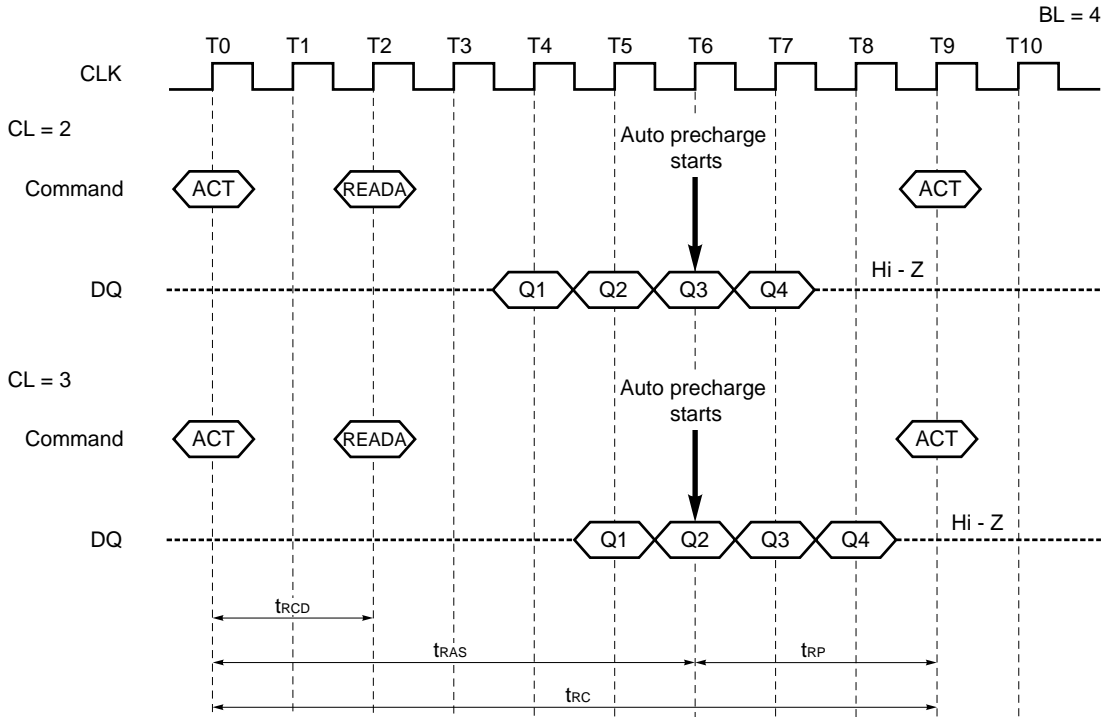 BL = 4
T0 T1 T2 T3 T4 T5 T6 T7 T8 T9 T10
CLK
CL = 2
Auto precharge
starts
Command ACT READA ACT
Hi - Z
DQ Q1 Q2 Q3 Q4
CL = 3
Auto precharge
starts
Command ACT READA ACT
Hi - Z
DQ Q1 Q2 Q3 Q4
tRCD
tRAS tRP
tRC